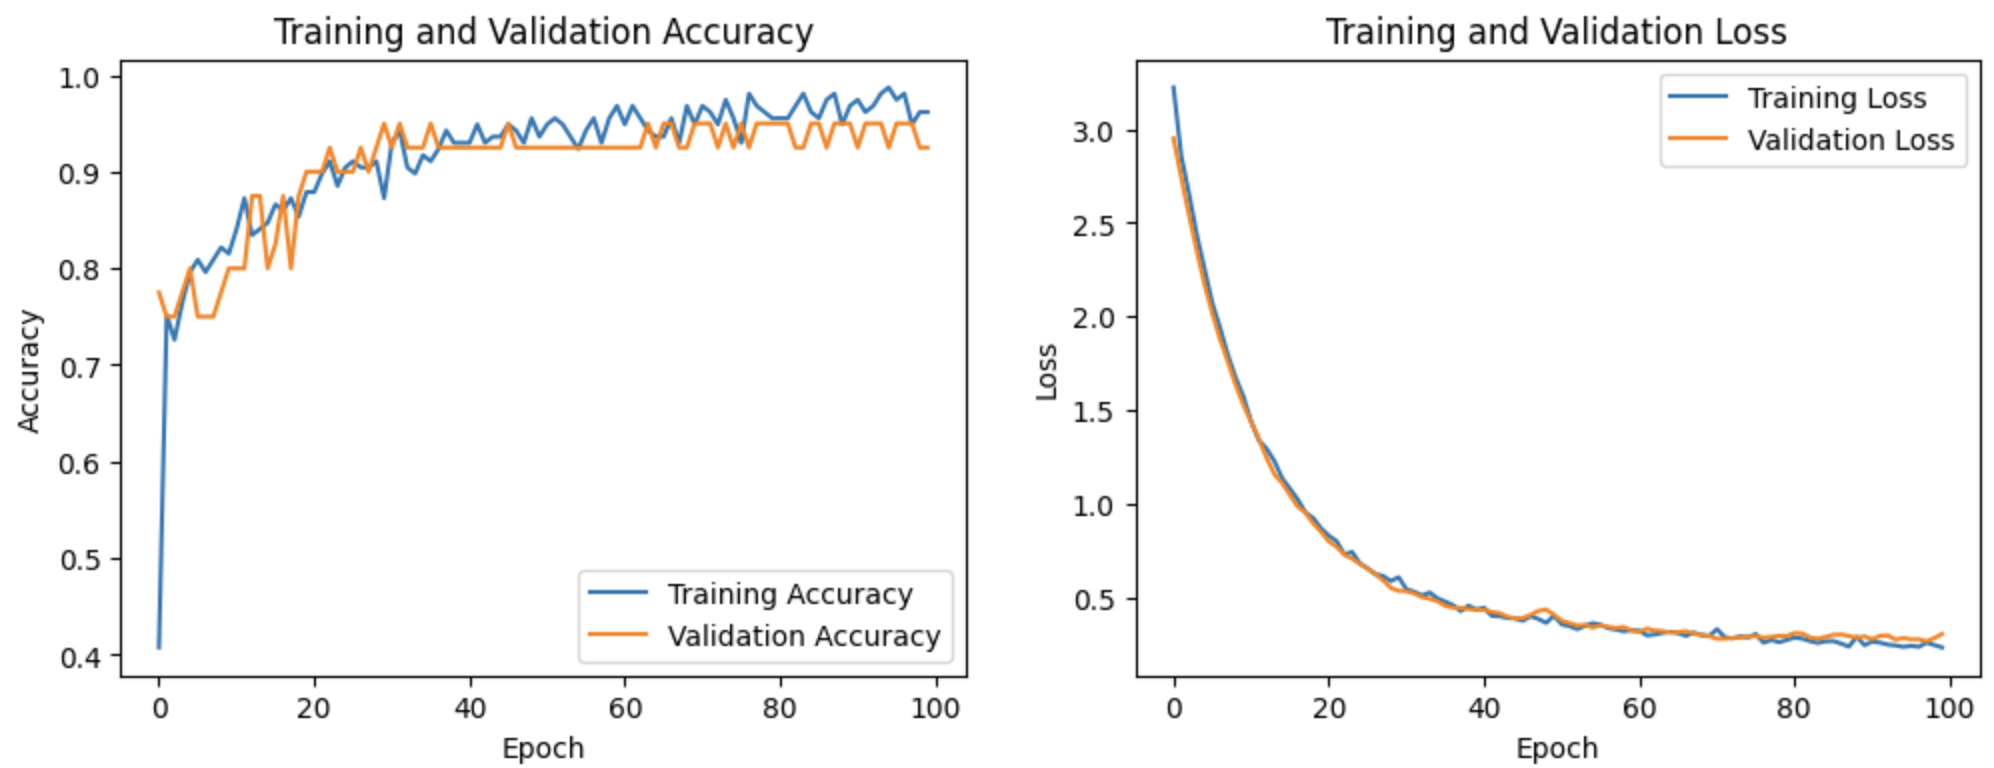 Training and Validation Accuracy
1.0
0.9
0.8
0.7
0.6
0.5
0.4
Accuracy
Training Accuracy
Validation Accuracy
0 20 40 60 80 100
Epoch
Training and Validation Loss
3.0
2.5
2.0
1.5
1.0
0.5
Loss
Training Loss
Validation Loss
0 20 40 60 80 100
Epoch